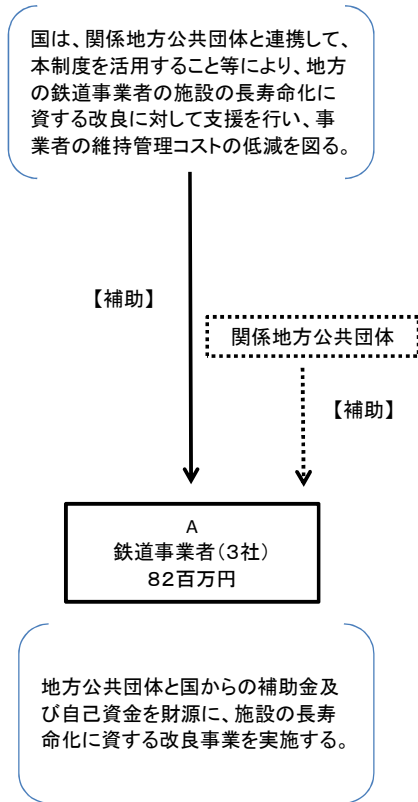 国は、関係地方公共団体と連携して、
本制度を活用すること等により、地方
の鉄道事業者の施設の長寿命化に
資する改良に対して支援を行い、事
業者の維持管理コストの低減を図る。
【補助】
関係地方公共団体
【補助】
A
鉄道事業者（３社）
８２百万円
地方公共団体と国からの補助金及
び自己資金を財源に、施設の長寿
命化に資する改良事業を実施する。